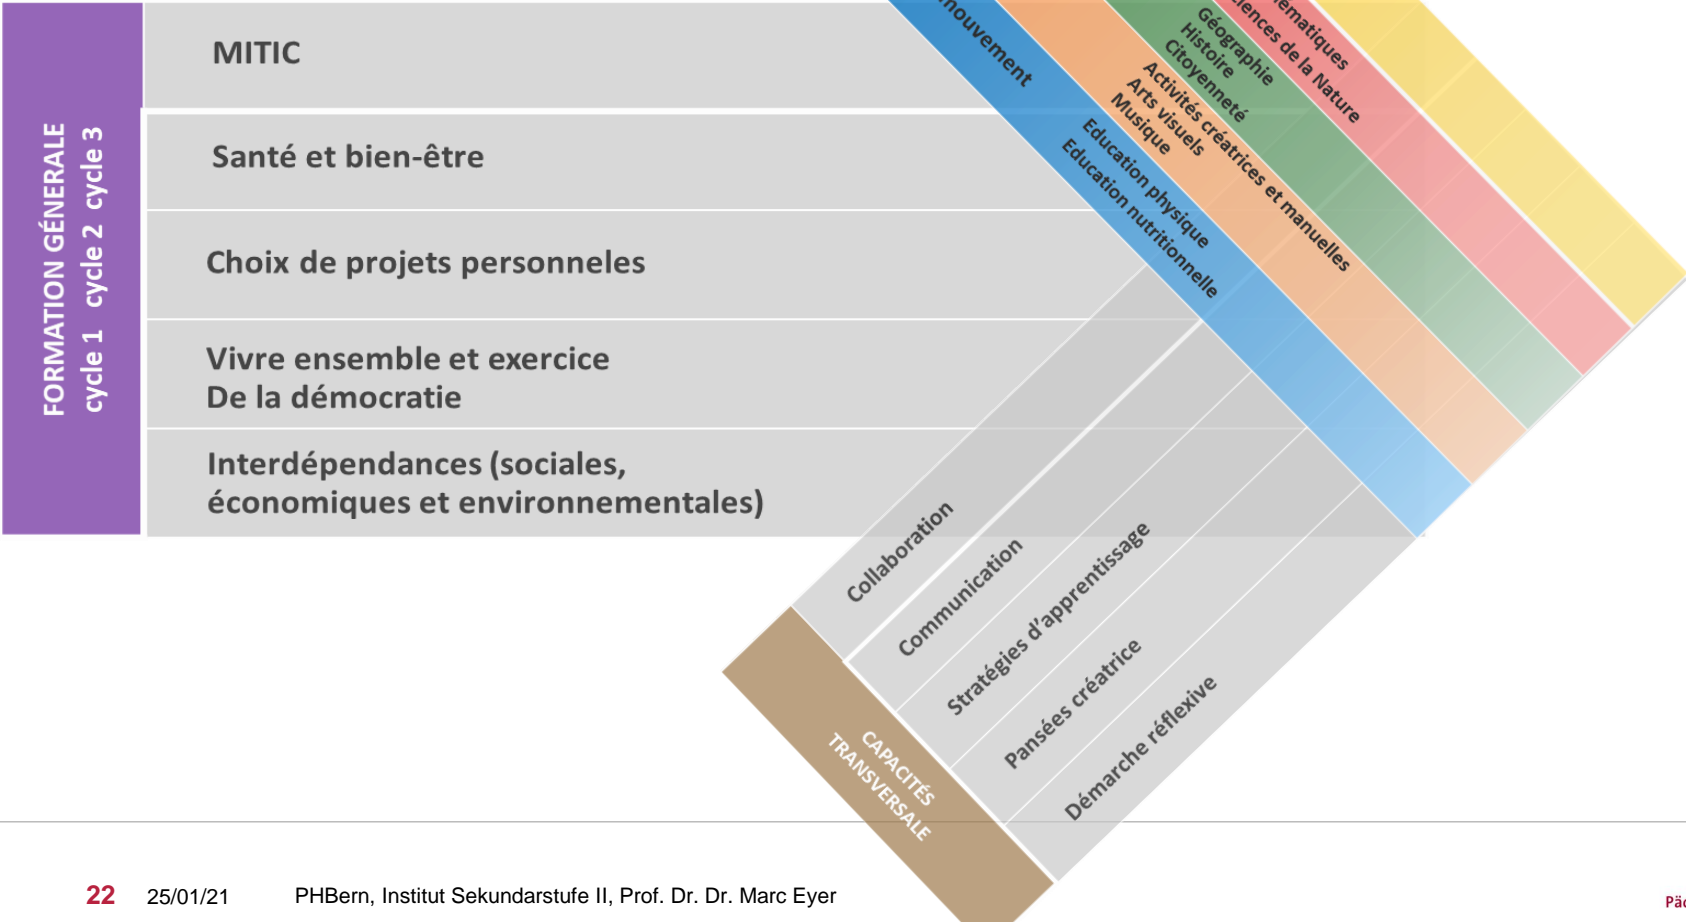 FORMATION GÉNERALE
cycle 1 cycle 2 cycle 3
MITIC
Santé et bien-être
Choix de projets personneles
Vivre ensemble et exercice
De la démocratie
Interdépendances (sociales,
économiques et environnementales)
Géographie
Histoire
Citoyenneté
de la Nature
Activités créatrices et manuelles
Arts visuels
Musique
Education physique
Education nutritionnelle
Collaboration
Communication
Stratégies d'apprentissage
Pansées créatrice
Démarche réflexive
CAPACITÉS
TRANSVERSALE
22 25/01/21 PHBern, Institut Sekundarstufe II, Prof. Dr. Dr. Marc Eyer